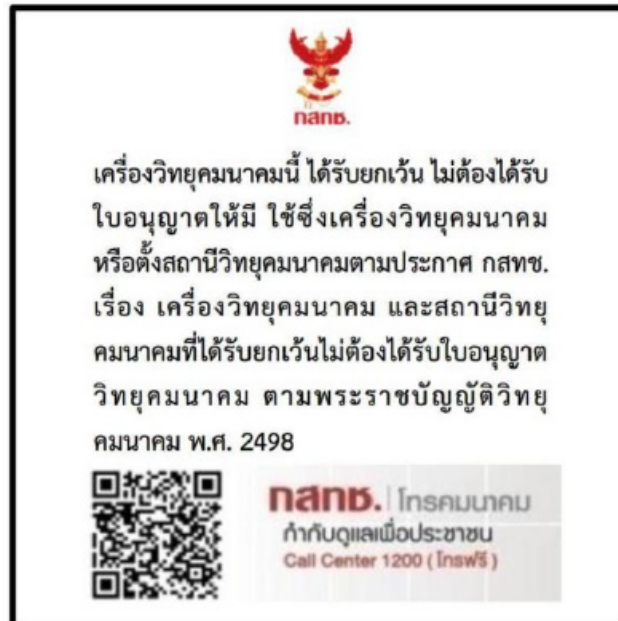 กสทช.
เครื่องวิทยุคมนาคมนี้ ได้รับยกเว้น ไม่ต้องได้รับ
ใบอนุญาตให้มี ใช้ซึ่งเครื่องวิทยุคมนาคม
หรือตั้งสถานีวิทยุคมนาคมตามประกาศ กสทช.
เรื่อง เครื่องวิทยุคมนาคม และสถานีวิทยุ
คมนาคมที่ได้รับยกเว้นไม่ต้องได้รับใบอนุญาต
วิทยุคมนาคม ตามพระราชบัญญัติวิทยุ
คมนาคม พ.ศ. 2498
กสทช. | โทรคมนาคม
กำกับดูแลเพื่อประชาชน
Call Center 1200 (โทรฟรี)